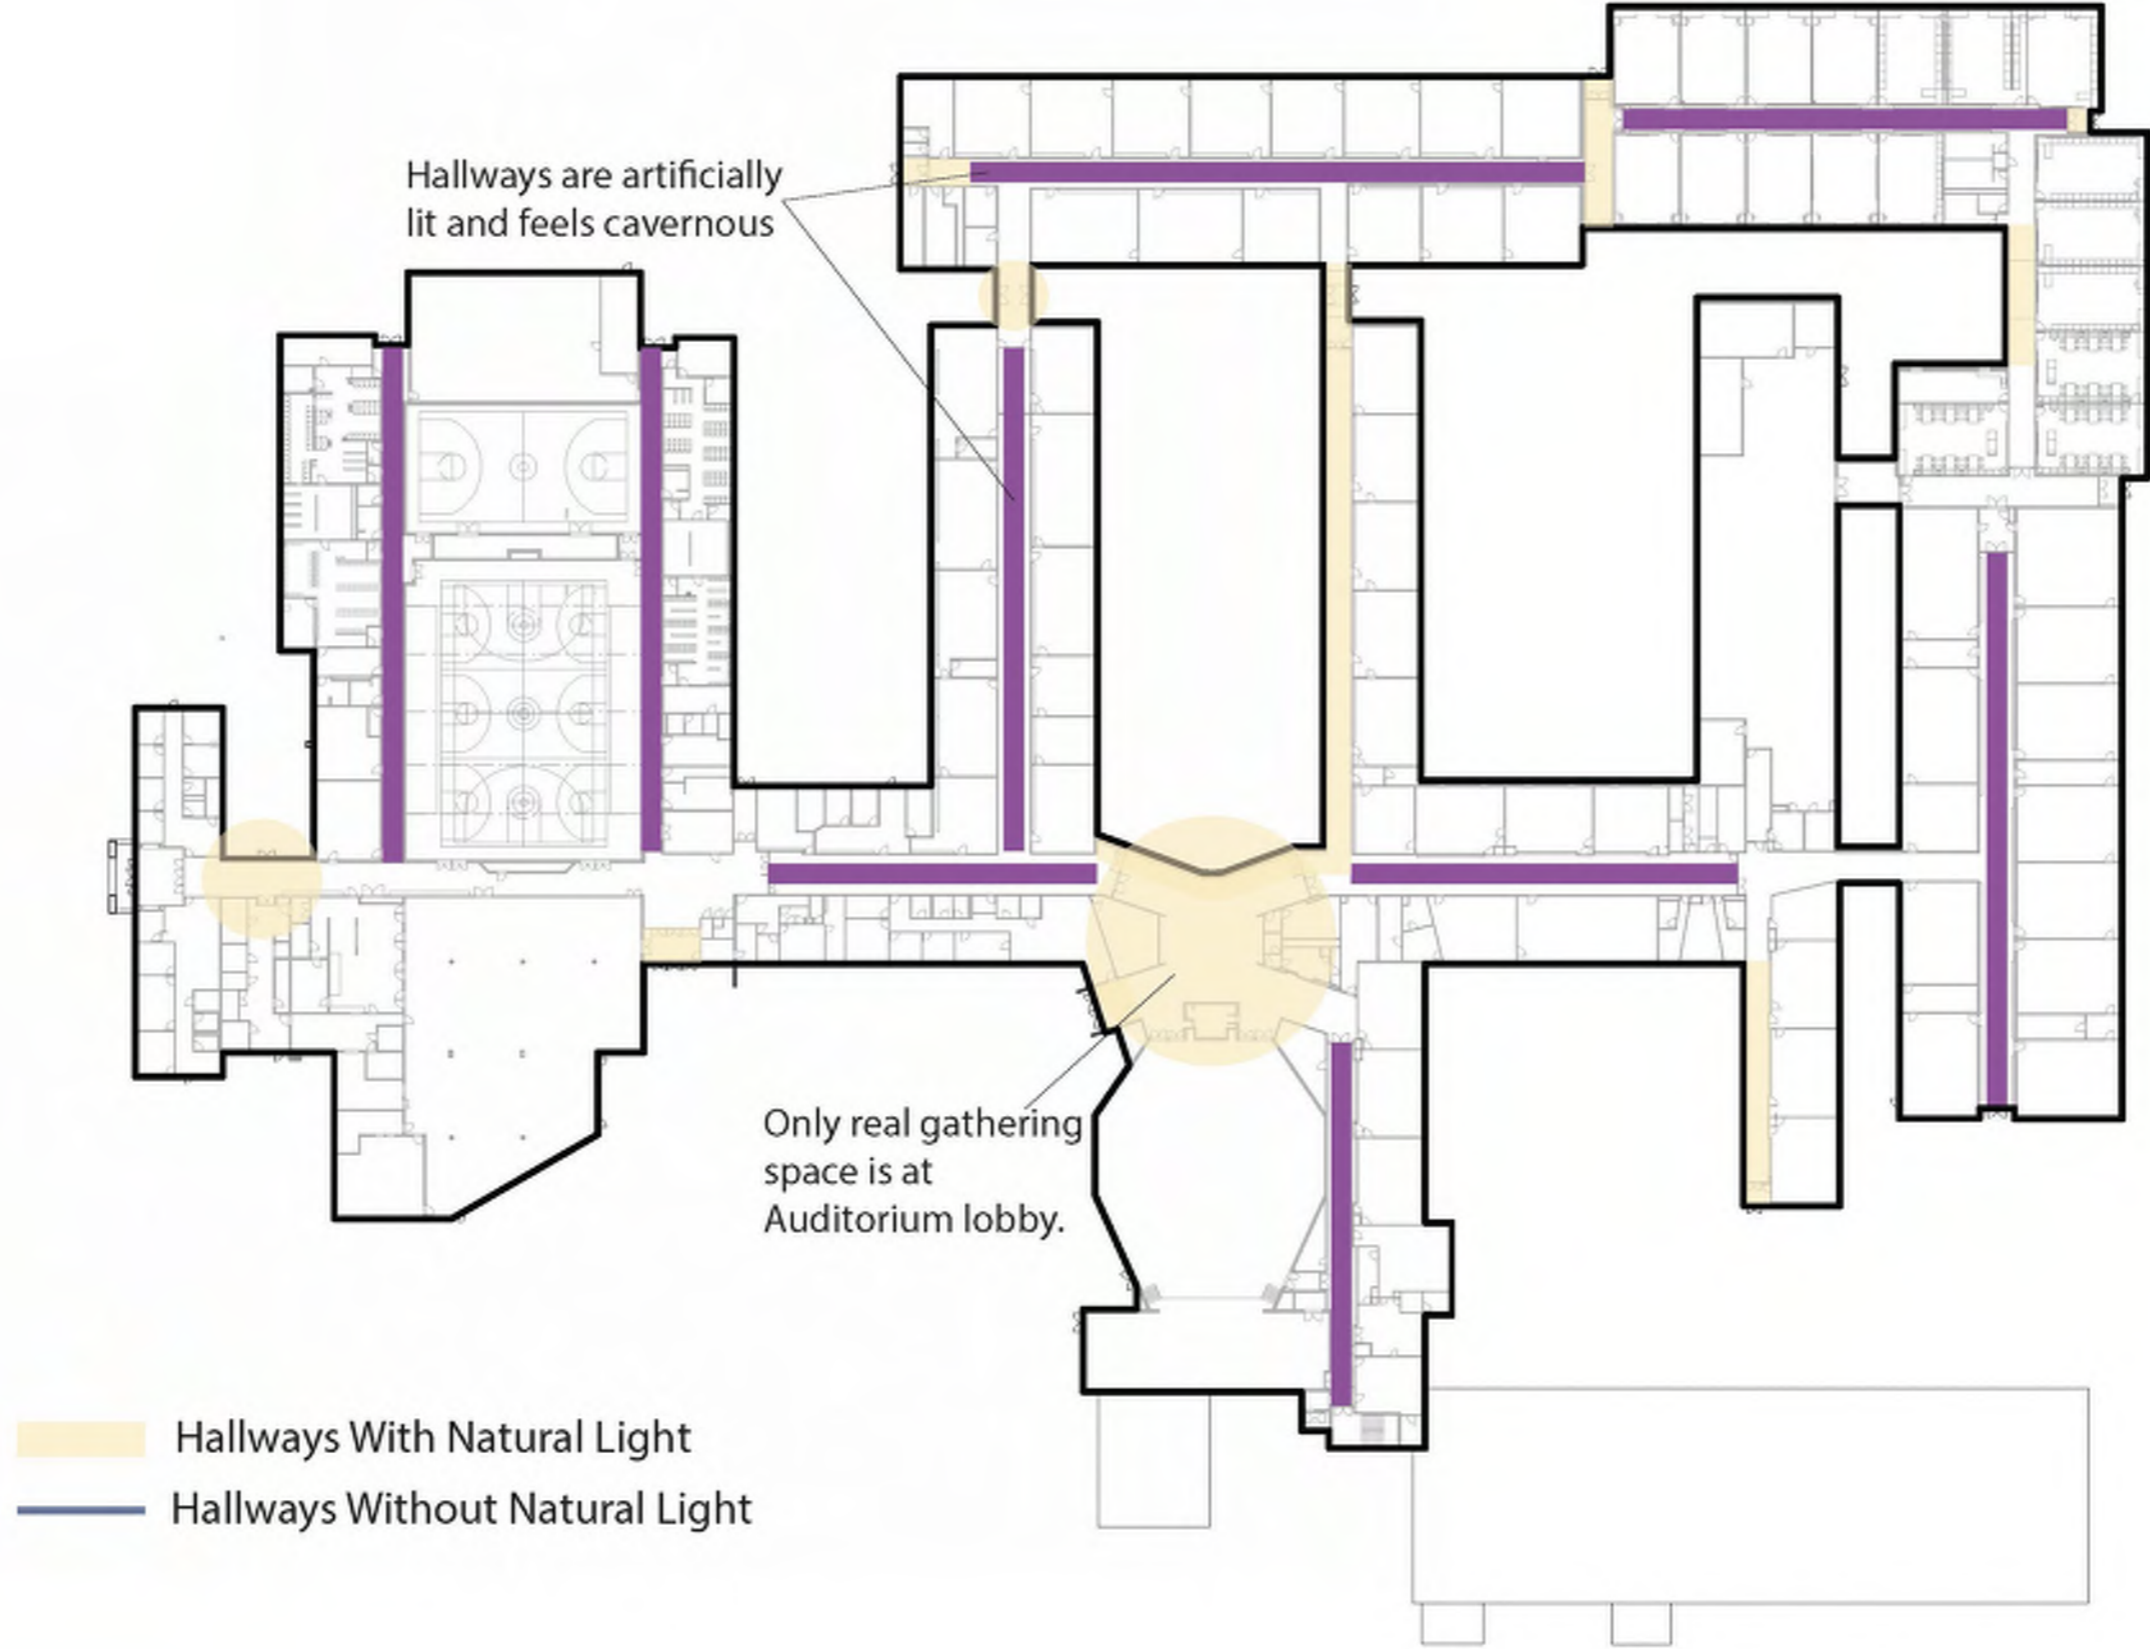 Hallways are artificially
lit and feels cavernous
Only real gathering
space is at
Auditorium lobby.
Hallways With Natural Light
Hallways Without Natural Light